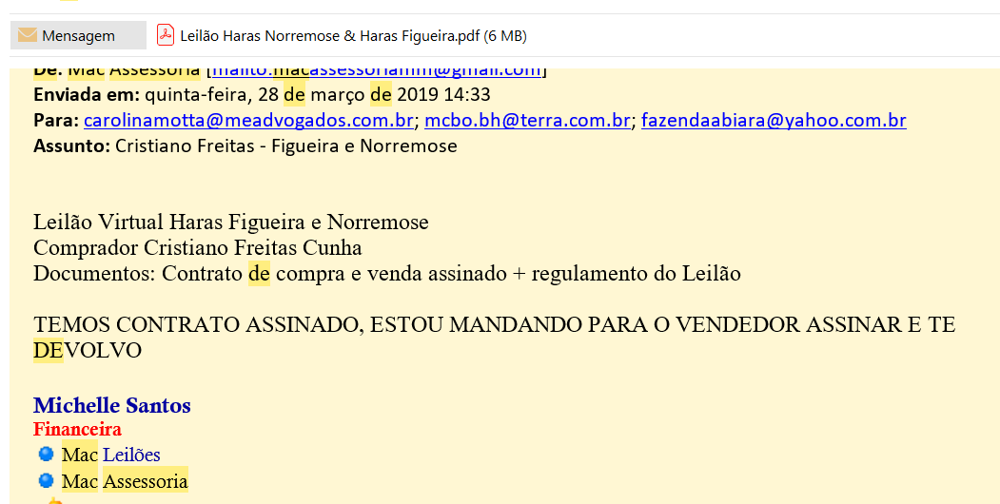 Mensagem Leilão Haras Norremose & Haras Figueira.pdf (6 MB)
De: Mac Assessoria [mailto:macassessoriamm@gmail.com]
Enviada em: quinta-feira, 28 de março de 2019 14:33
Para: carolinamotta@meadvogados.com.br; mcbo.bh@terra.com.br; fazendaabiara@yahoo.com.br
Assunto: Cristiano Freitas - Figueira e Norremose
Leilão Virtual Haras Figueira e Norremose
Comprador Cristiano Freitas Cunha
Documentos: Contrato de compra e venda assinado + regulamento do Leilão
TEMOS CONTRATO ASSINADO, ESTOU MANDANDO PARA O VENDEDOR ASSINAR E TE
DEVOLVO
Michelle Santos
Financeira
Mac Leilões
Mac Assessoria